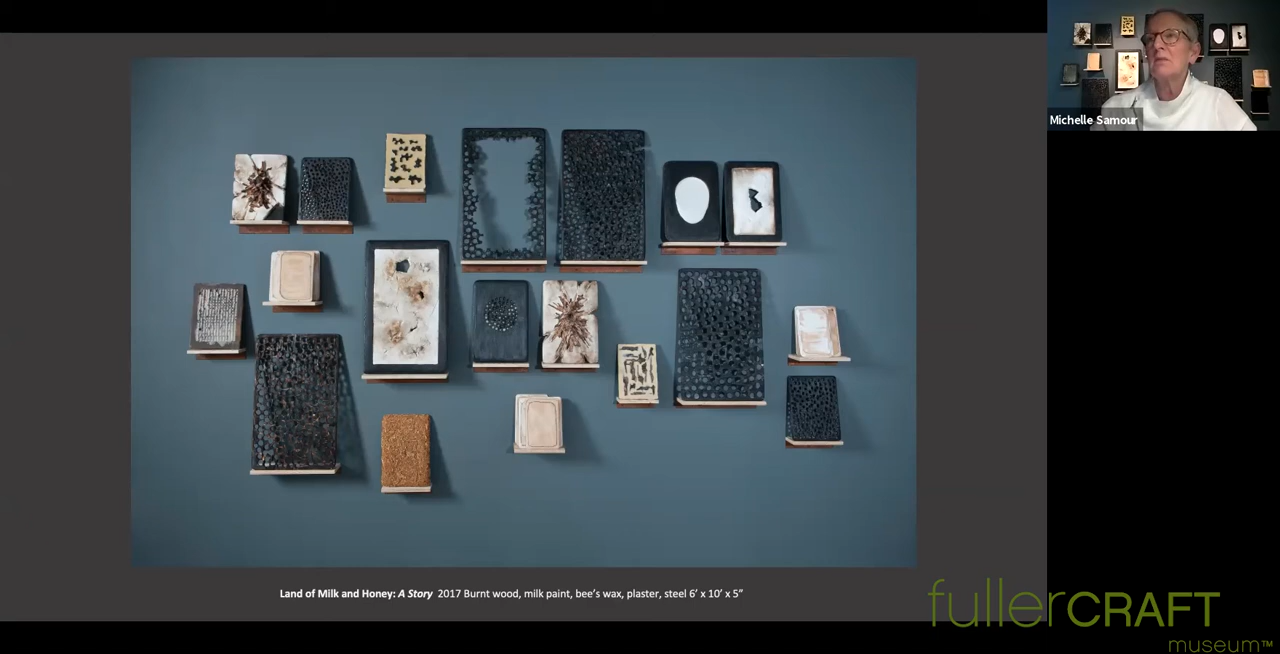 Michelle Samour
Land of Milk and Honey: A Story 2017 Burnt wood, milk paint, bee's wax, plaster, steel 6' x 10' x 5"
fullerCRAFT
museum™